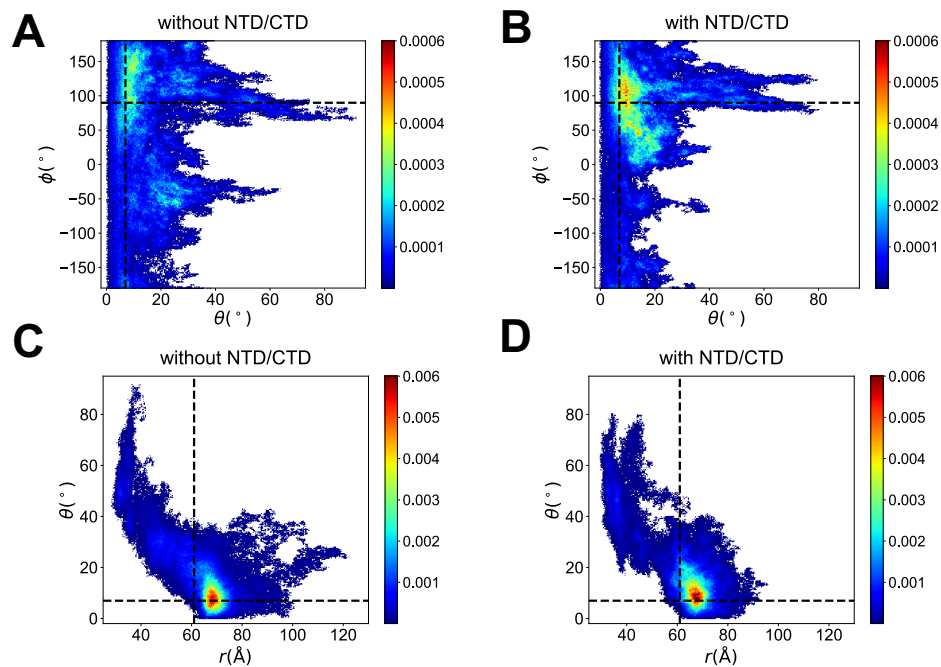 A
without NTD/CTD
150
100
50
0
−50
−100
−150
ϕ(°)
0 20 40 60 80
θ(°)
0.0006
0.0005
0.0004
0.0003
0.0002
0.0001
B
with NTD/CTD
150
100
50
0
−50
−100
−150
ϕ(°)
0 20 40 60 80
θ(°)
0.0006
0.0005
0.0004
0.0003
0.0002
0.0001
C
without NTD/CTD
80
60
40
20
0
θ(°)
40 60 80 100 120
r(Å)
0.006
0.005
0.004
0.003
0.002
0.001
D
with NTD/CTD
80
60
40
20
0
θ(°)
40 60 80 100 120
r(Å)
0.006
0.005
0.004
0.003
0.002
0.001